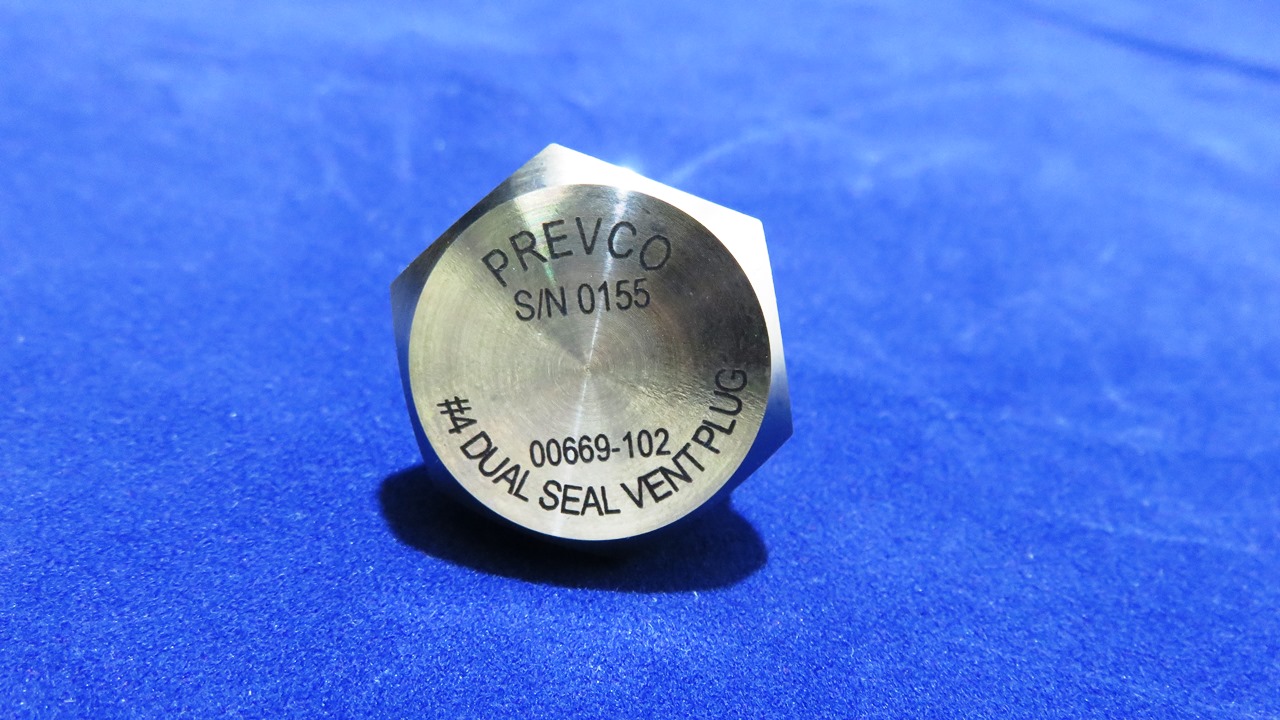 PREVCO
S/N 0155
00669-102
#4 DUAL SEAL VENT PLUG